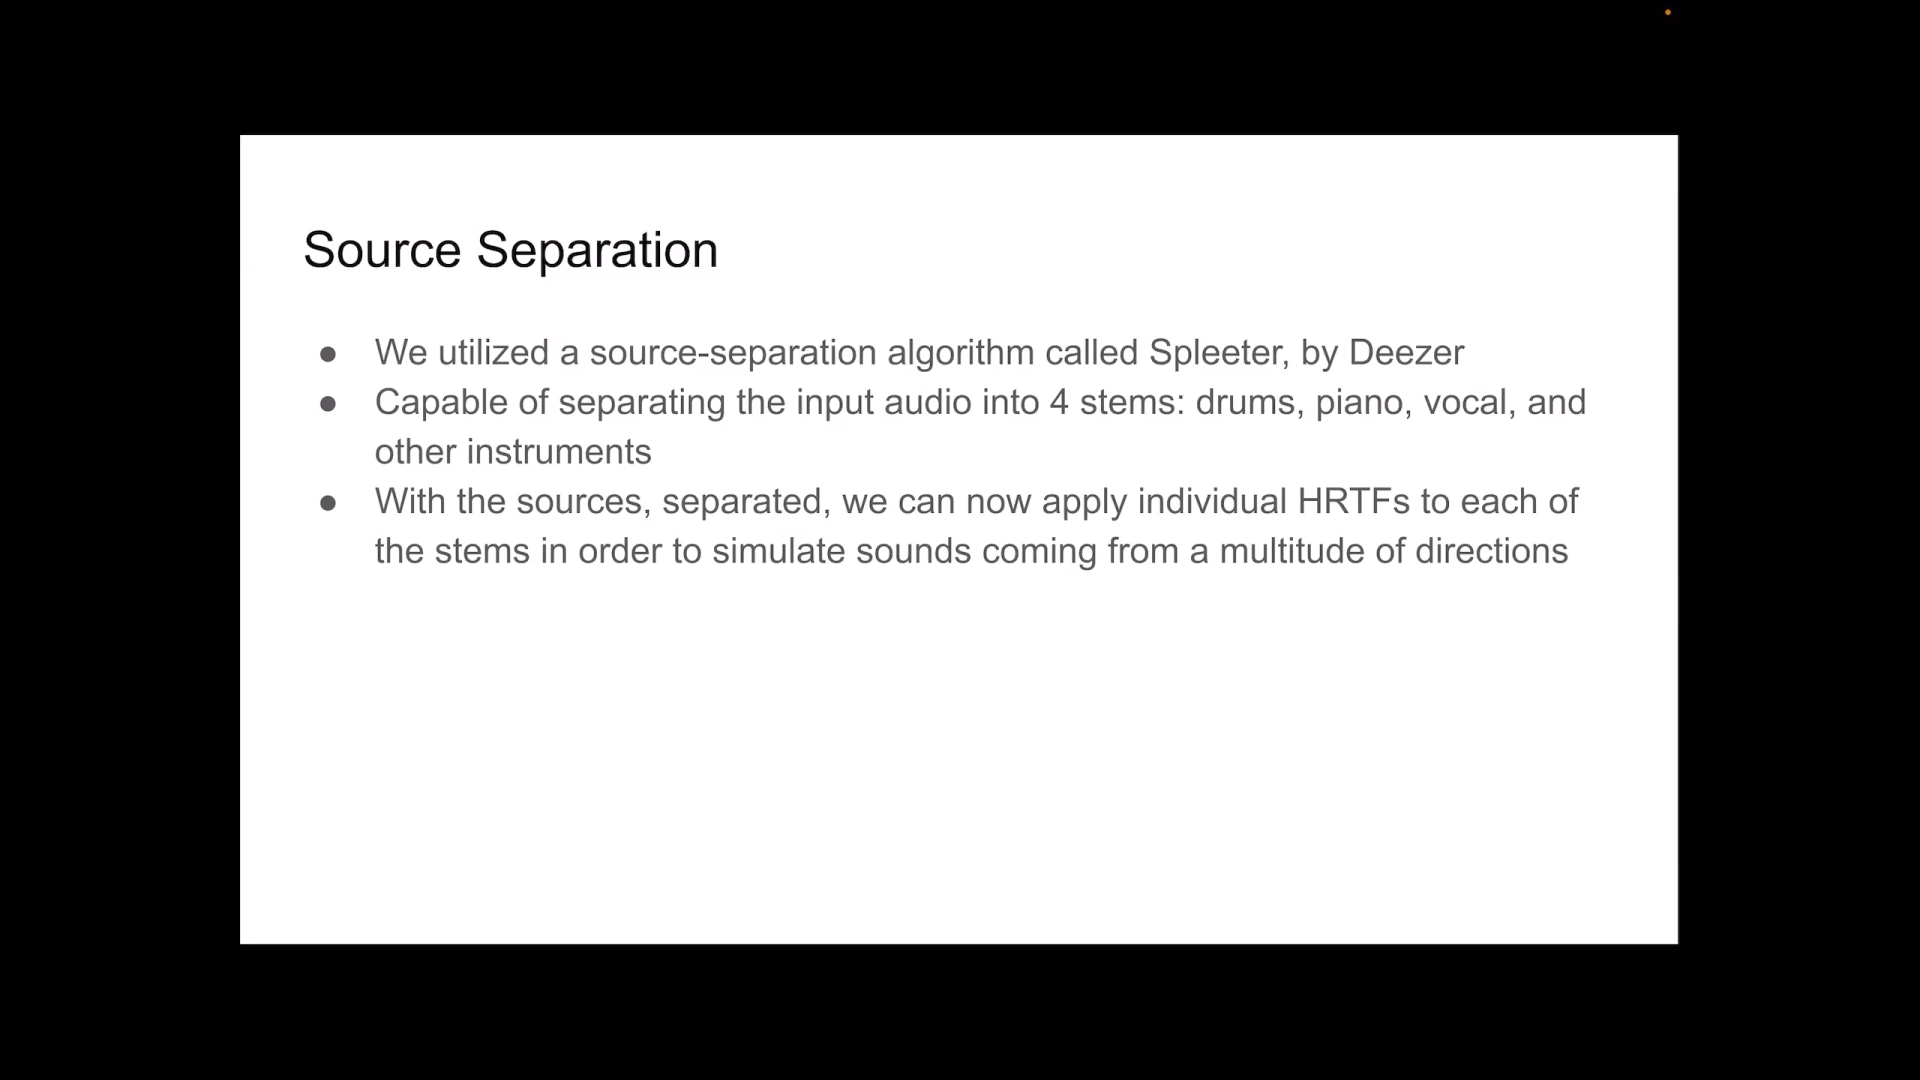 Source Separation
● We utilized a source-separation algorithm called Spleeter, by Deezer
● Capable of separating the input audio into 4 stems: drums, piano, vocal, and
other instruments
● With the sources, separated, we can now apply individual HRTFs to each of
the stems in order to simulate sounds coming from a multitude of directions